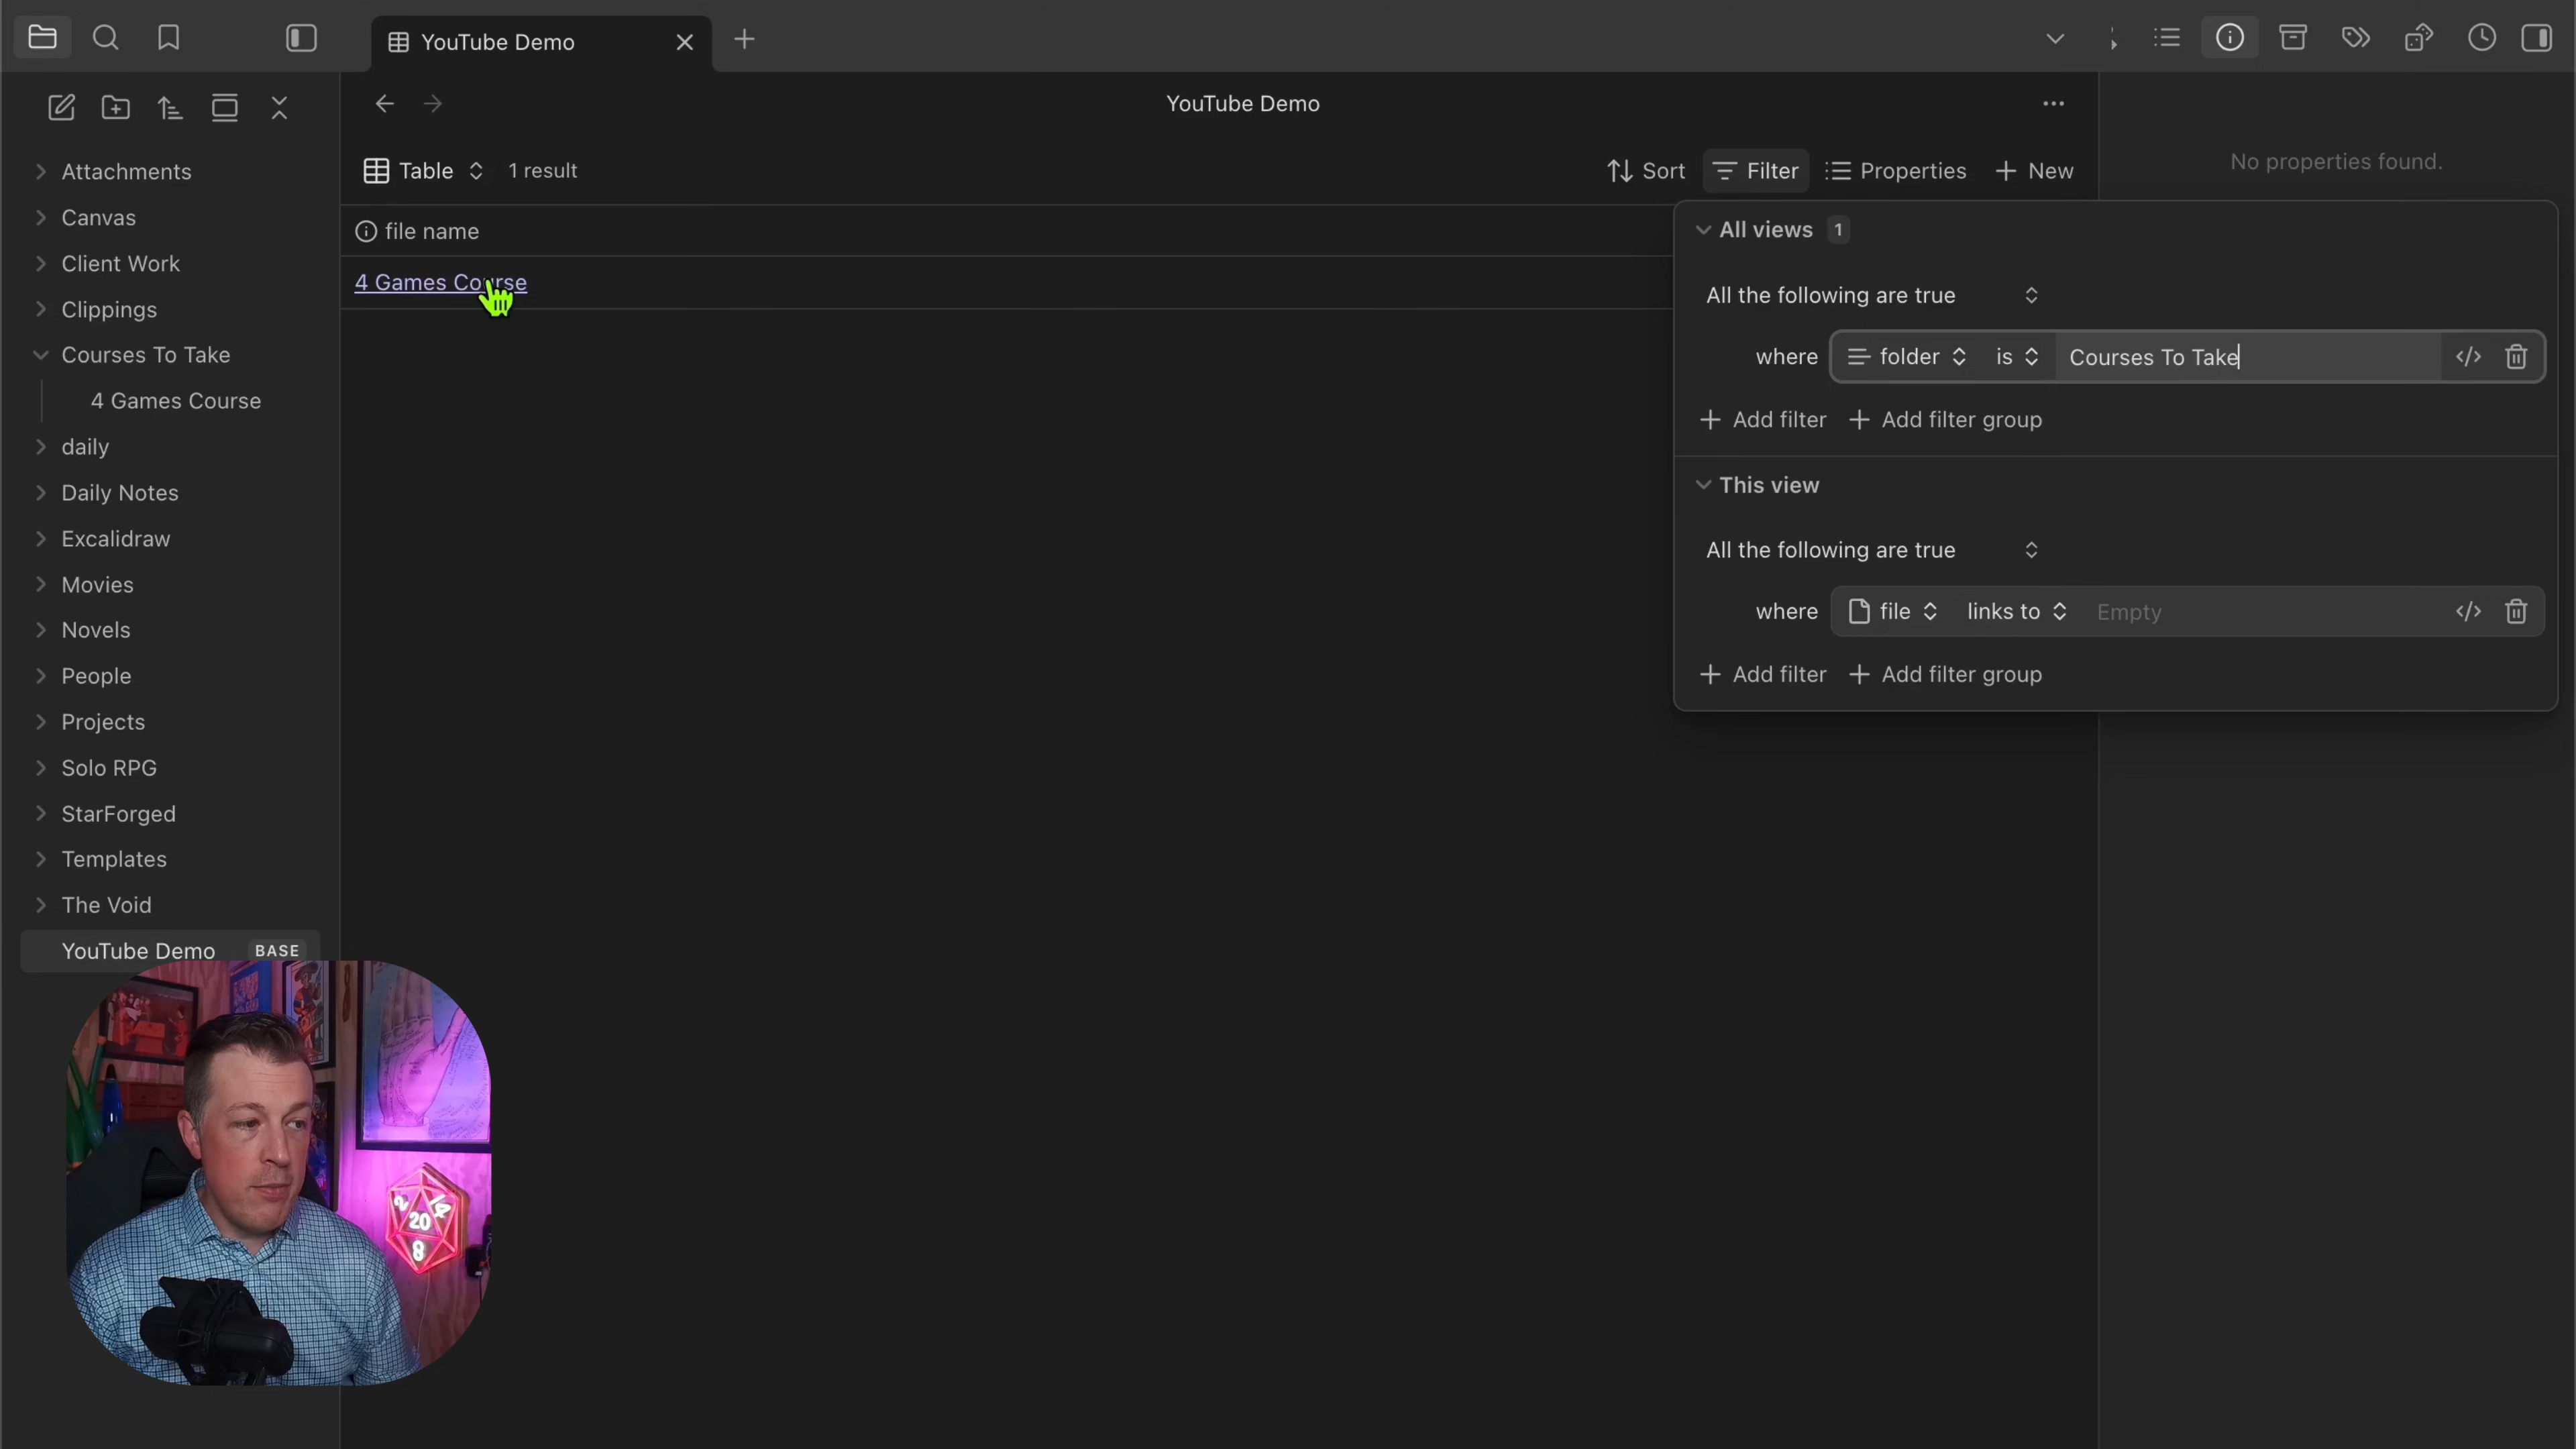 YouTube Demo
YouTube Demo
Table 1 result Sort Filter Properties New
No properties found.
file name
4 Games Course
Attachments
Canvas
Client Work
Clippings
Courses To Take
4 Games Course
daily
Daily Notes
Excalidraw
Movies
Novels
People
Projects
Solo RPG
StarForged
Templates
The Void
YouTube Demo BASE
All views 1
All the following are true
where folder is Courses To Take
Add filter Add filter group
This view
All the following are true
where file links to Empty
Add filter Add filter group
2 4
20
8